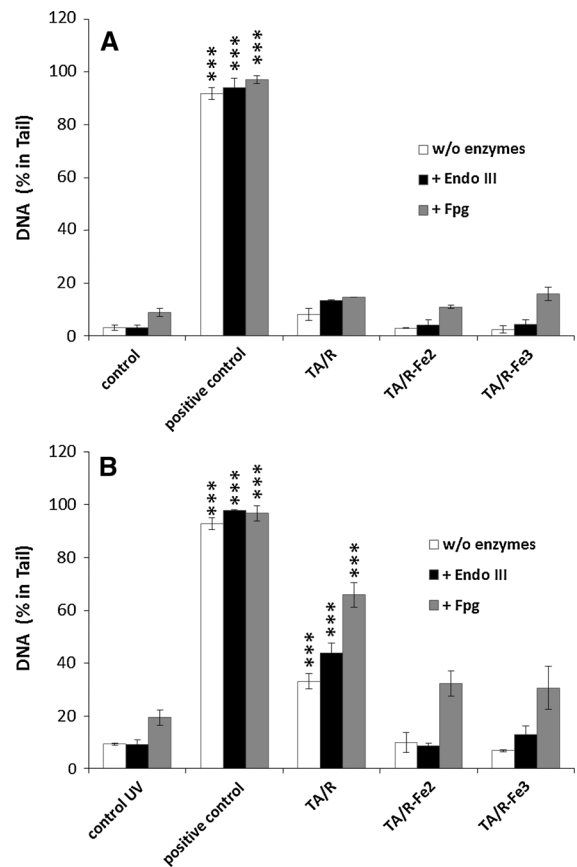 A
120
100
80
60
40
20
0
DNA (% in Tail)
***
***
***
w/o enzymes
+ Endo III
+ Fpg
control
positive control
TA/R
TA/R-Fe2
TA/R-Fe3
B
120
100
80
60
40
20
0
DNA (% in Tail)
***
***
***
***
***
***
w/o enzymes
+ Endo III
+ Fpg
control UV
positive control
TA/R
TA/R-Fe2
TA/R-Fe3